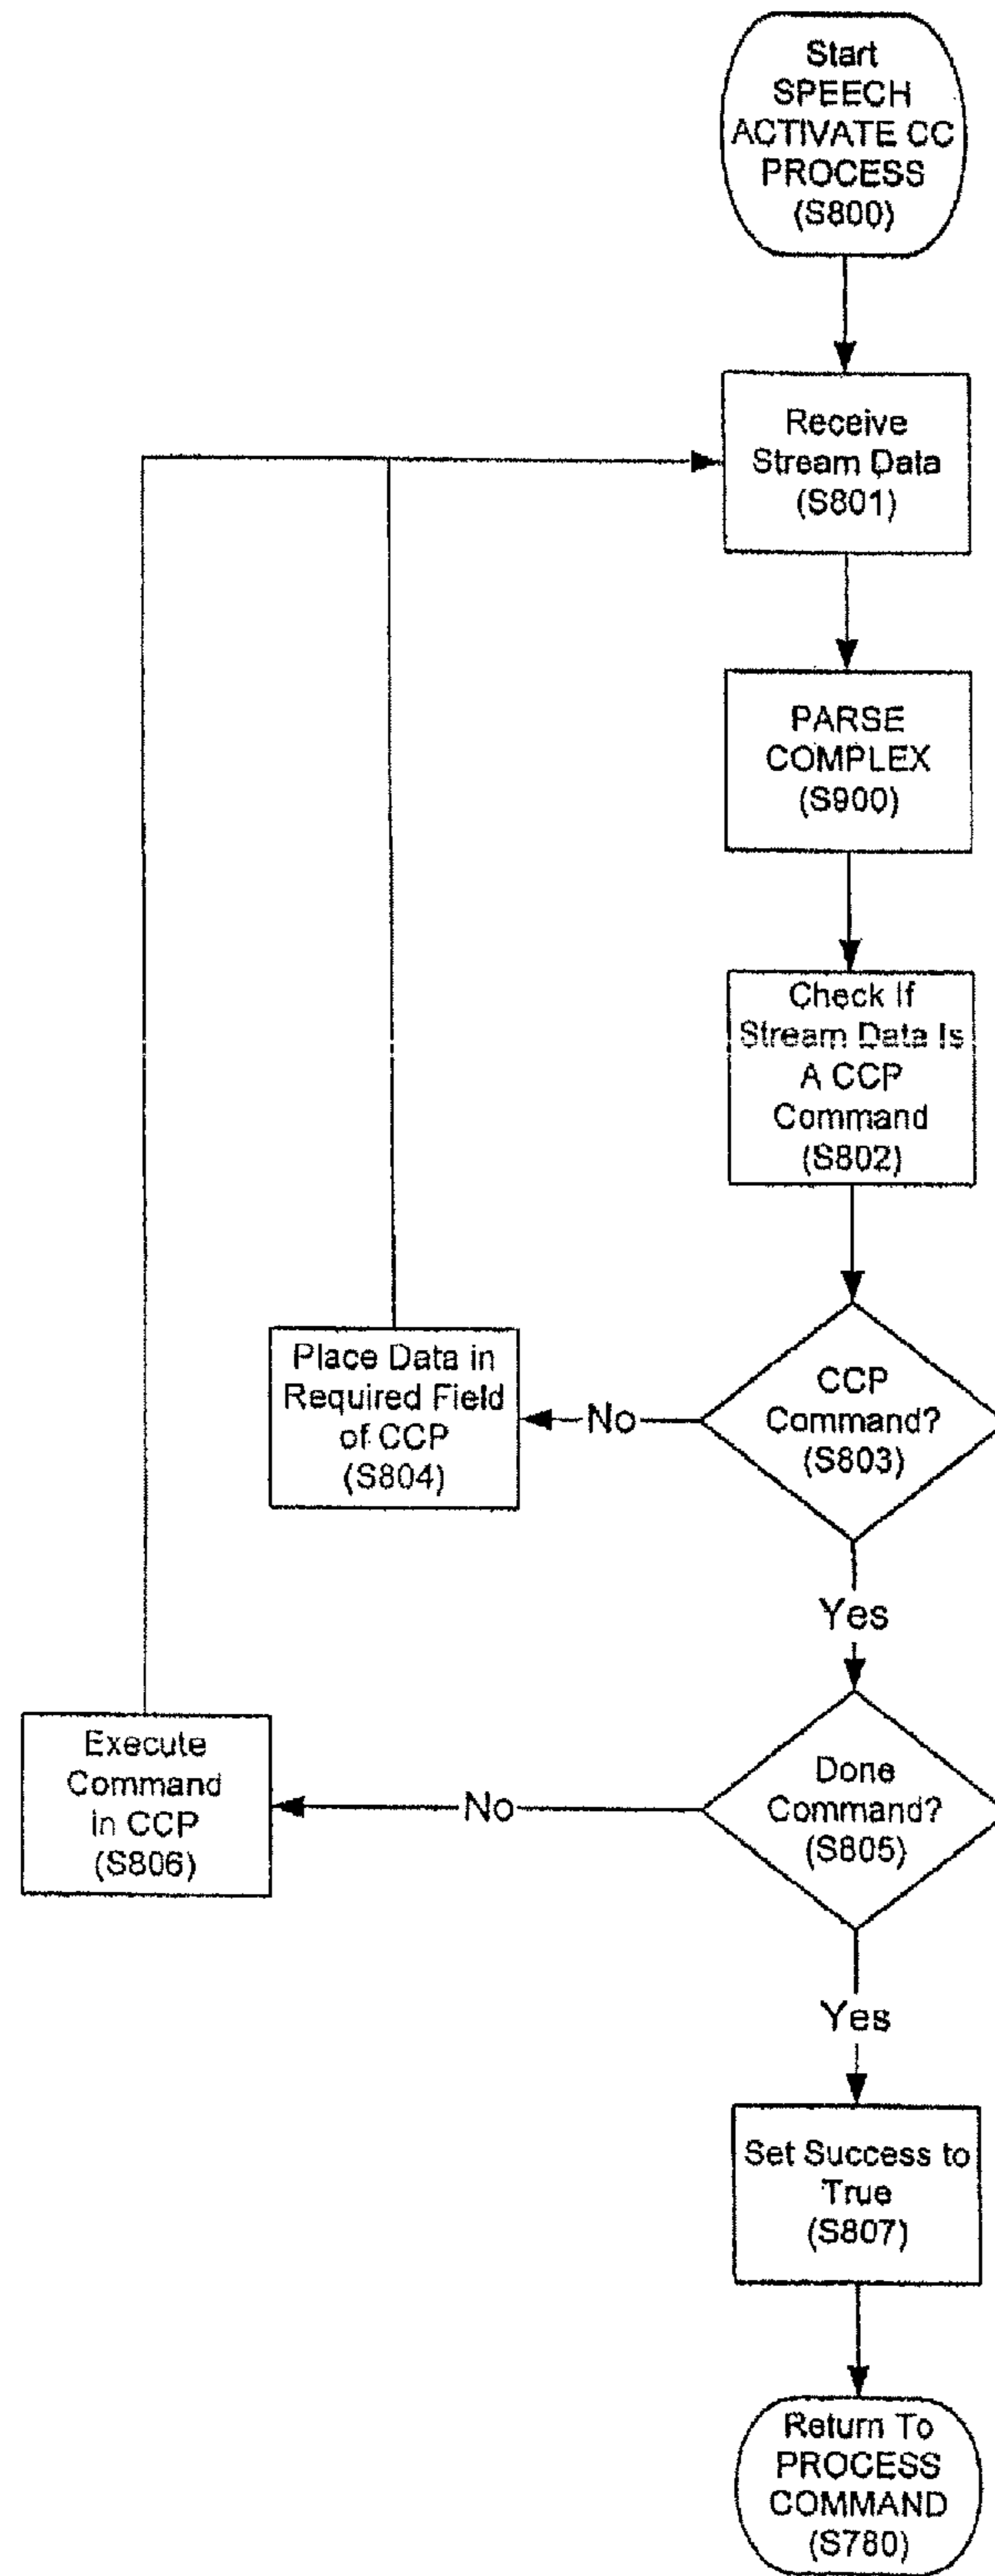 Start
SPEECH
ACTIVATE CC
PROCESS
(S800)
Receive
Stream Data
(S801)
PARSE
COMPLEX
(S900)
Check If
Stream Data Is
A CCP
Command
(S802)
CCP
Command?
(S803)
No
Place Data in
Required Field
of CCP
(S804)
Yes
Done
Command?
(S805)
No
Execute
Command
in CCP
(S806)
Yes
Set Success to
True
(S807)
Return To
PROCESS
COMMAND
(S780)